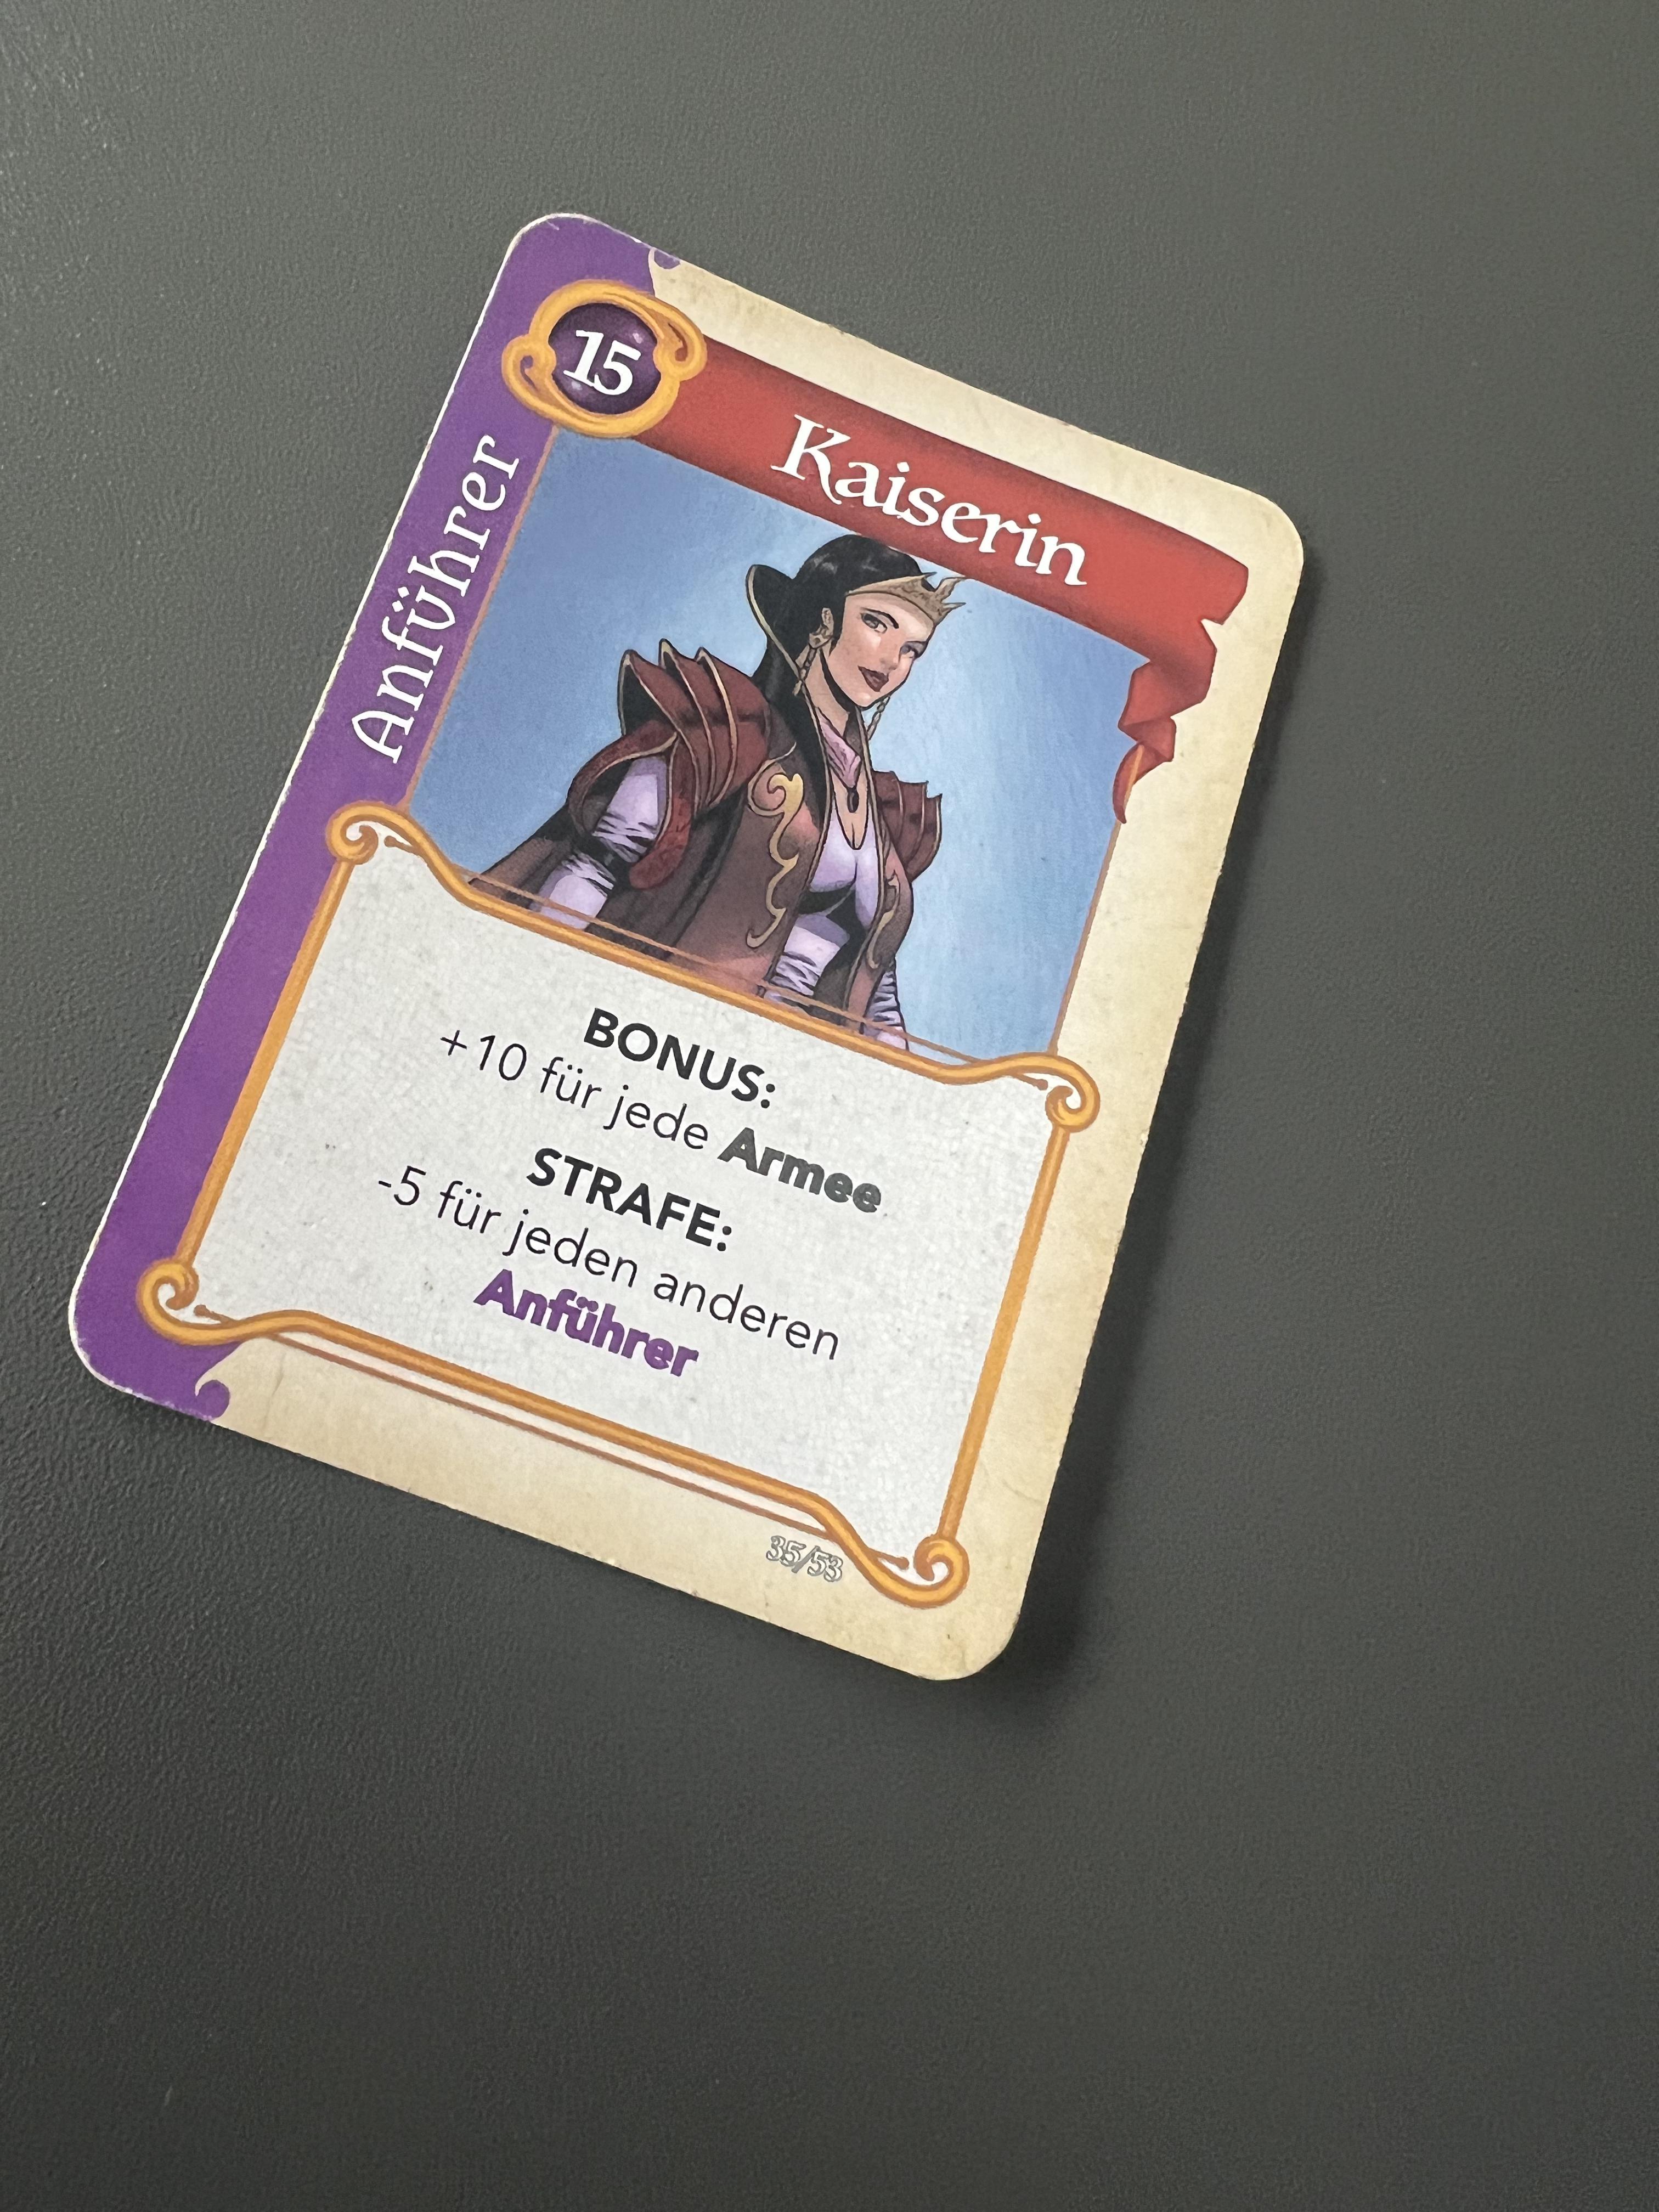 15
Kaiserin
Anführer
BONUS:
+10 für jede Armee
STRAFE:
-5 für jeden anderen
Anführer
35/53